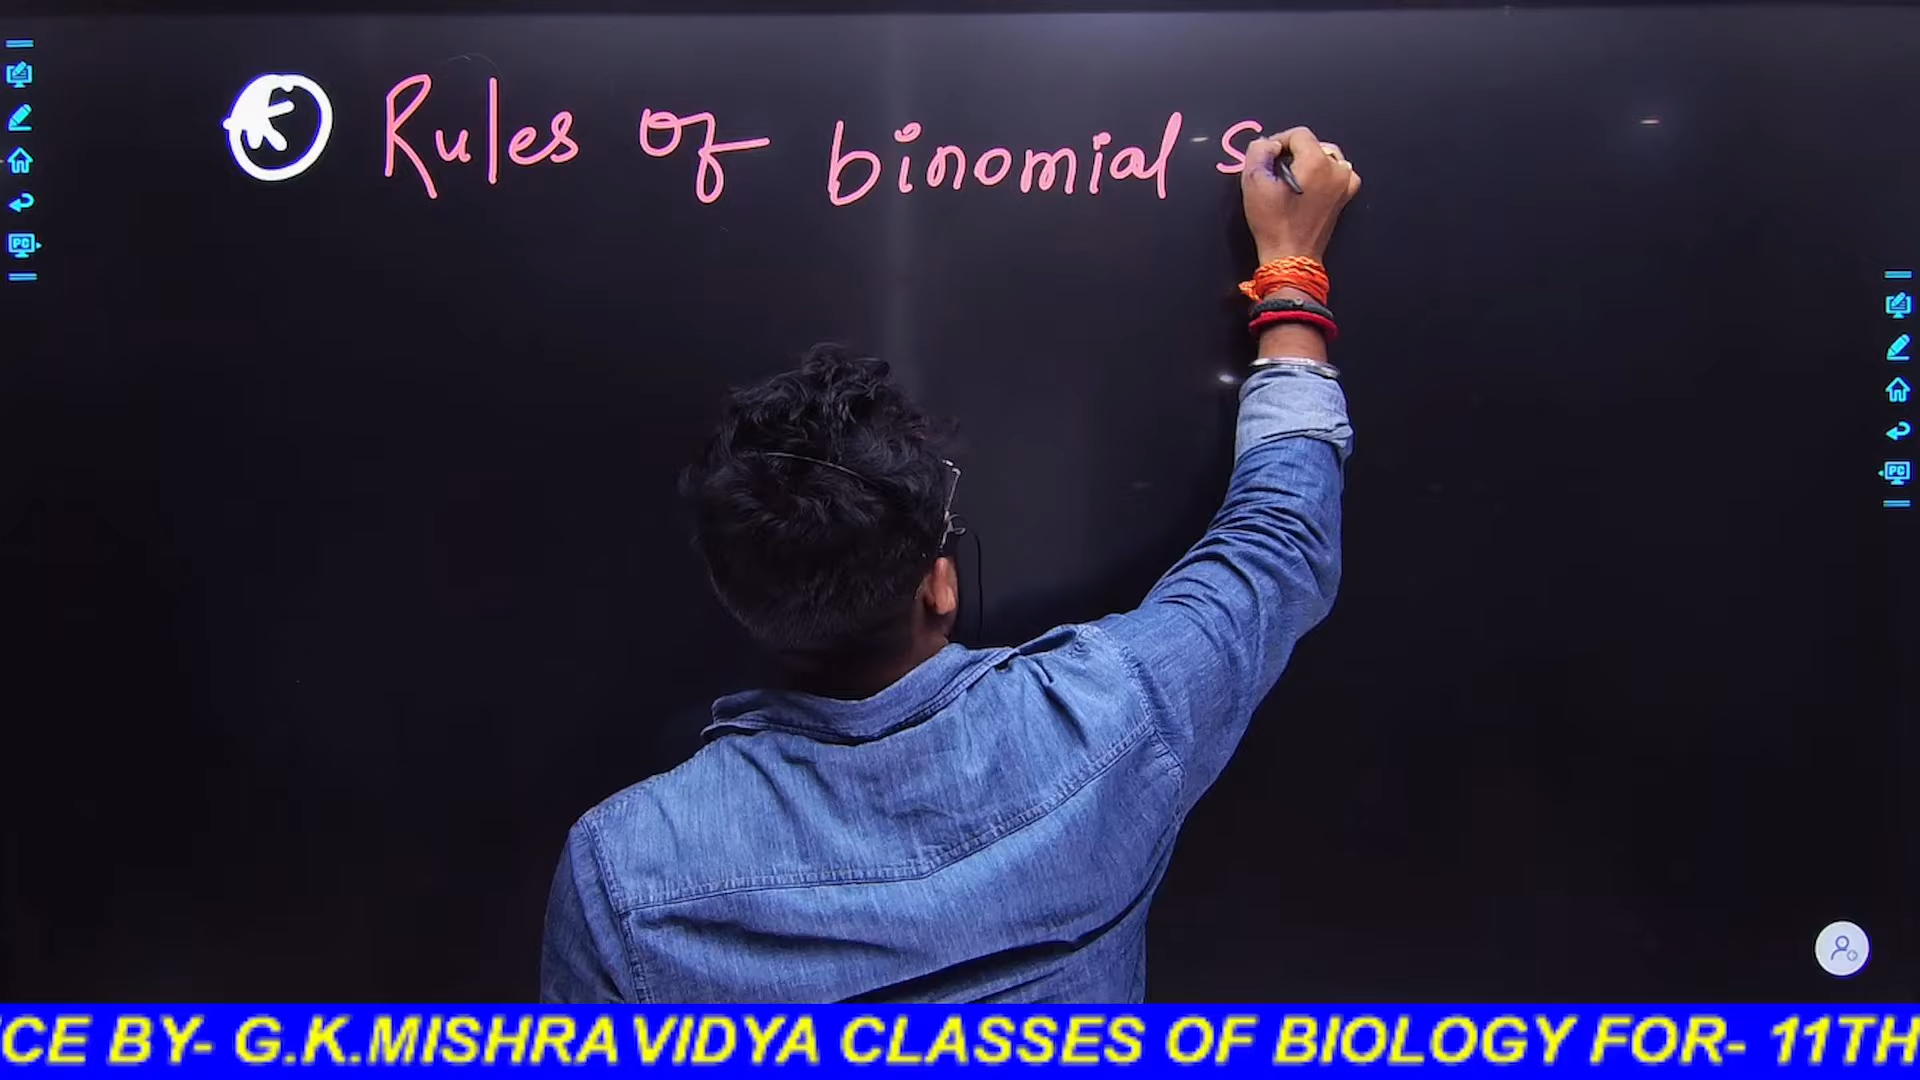 Rules of binomial S
CE BY- G.K.MISHRA VIDYA CLASSES OF BIOLOGY FOR- 11TH